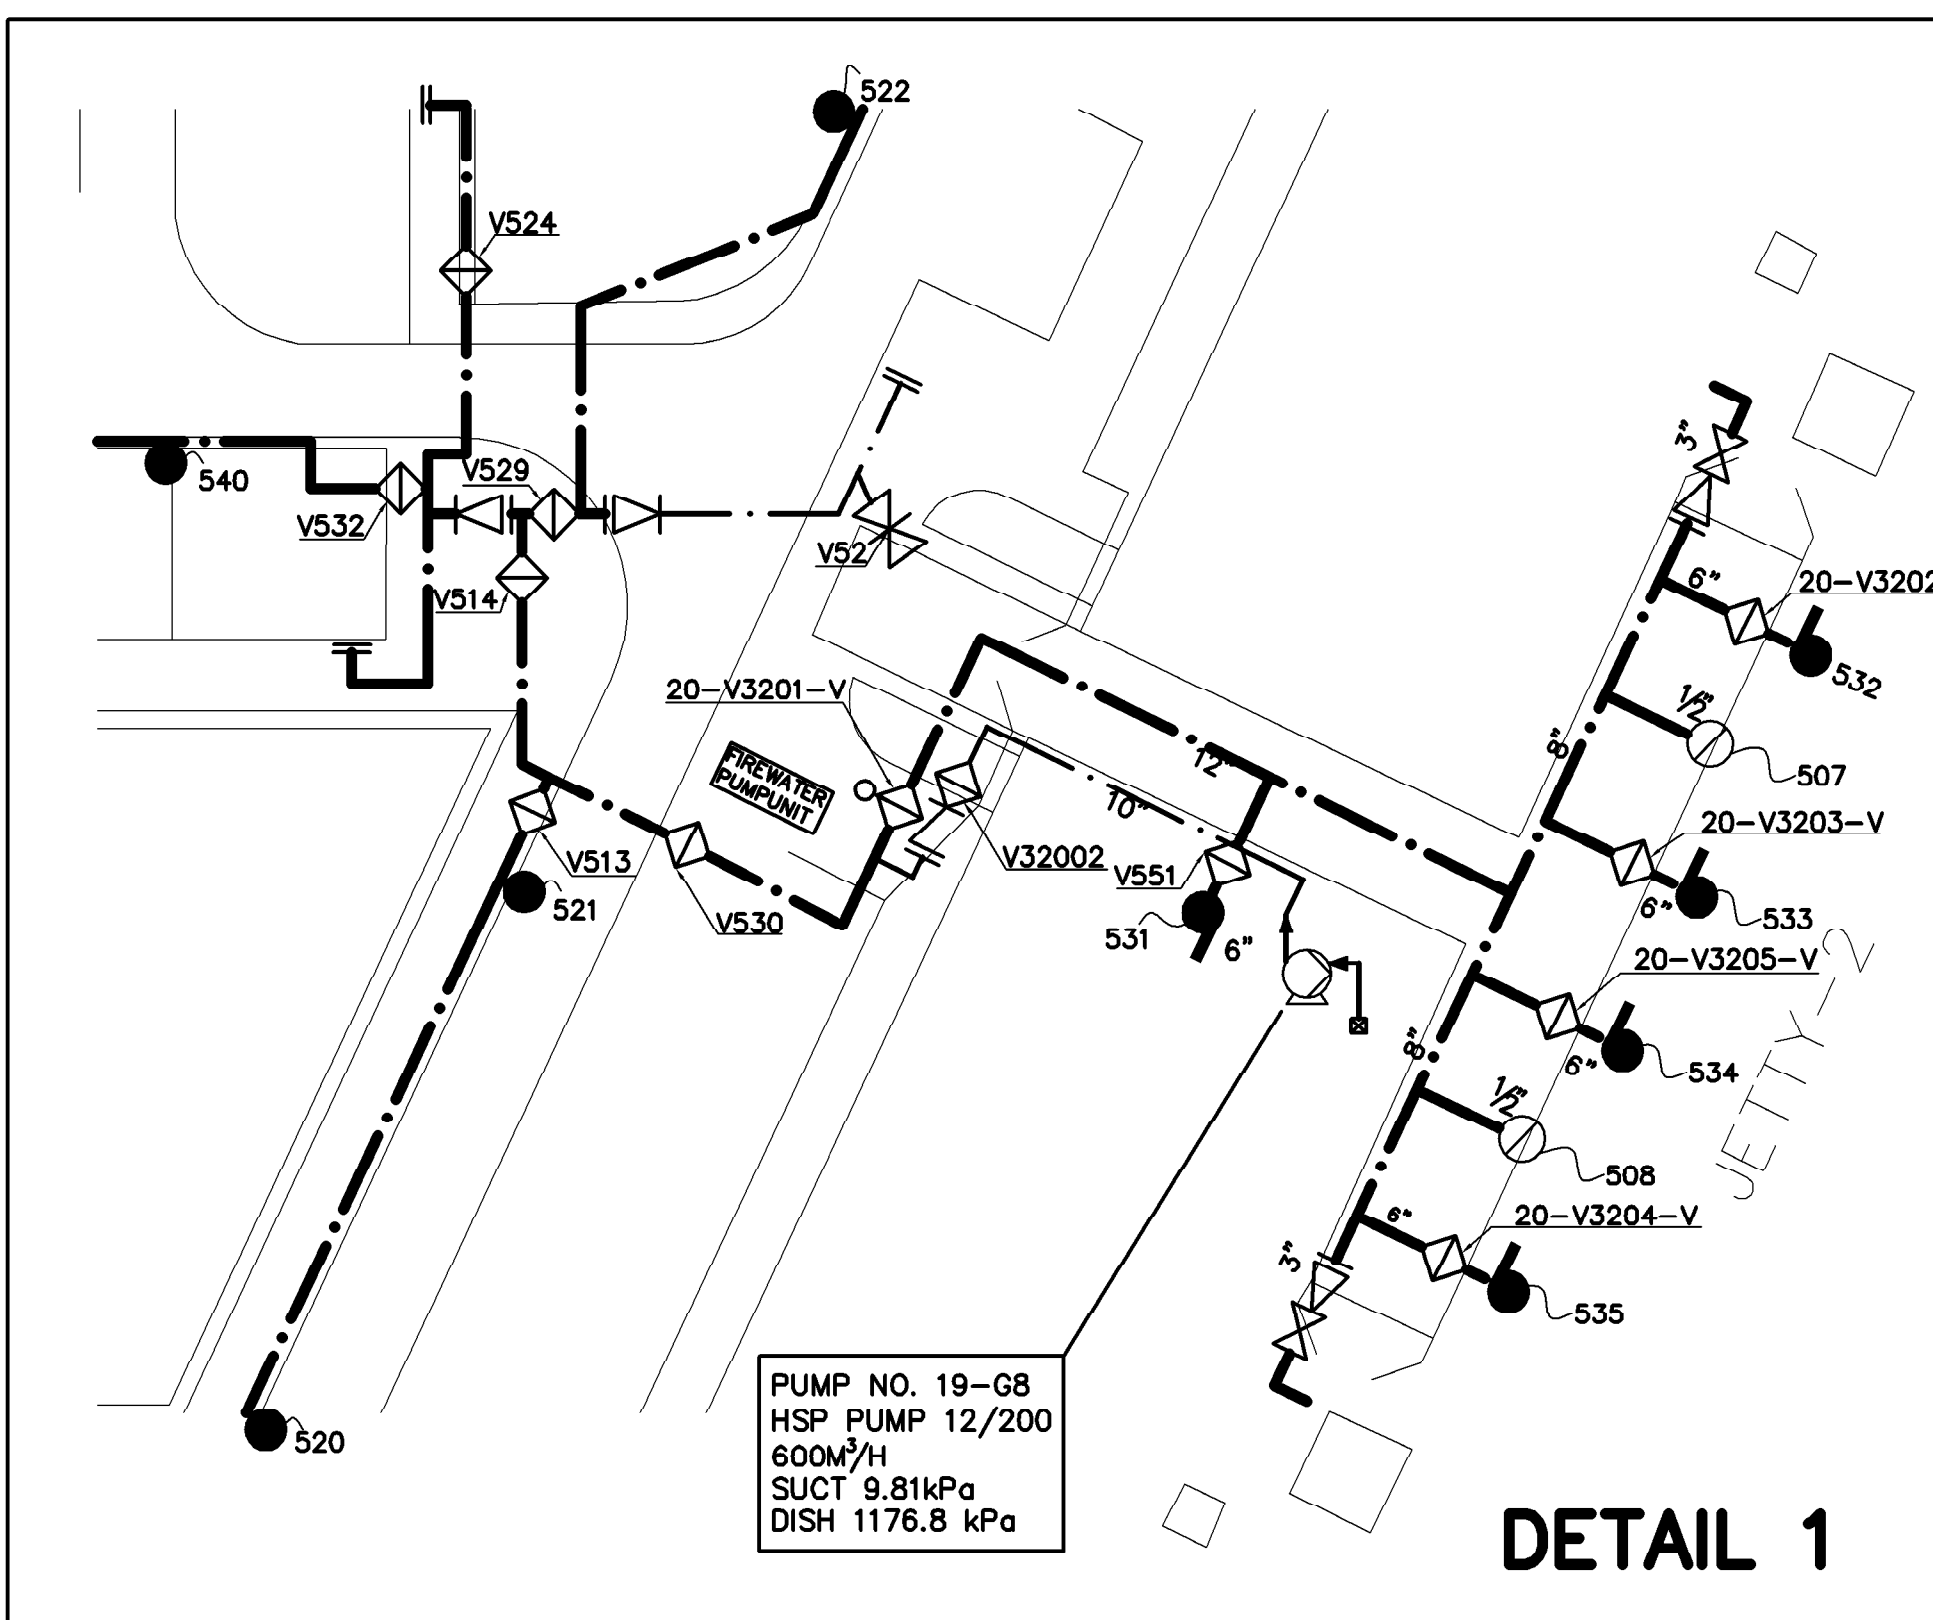 522
V524
3"
V529
540
V532
V52
6"
20-V3202
V514
532
20-V3201-V
1/2"
8"
12"
507
FIREWATER
PUMPUNIT
10"
20-V3203-V
V513
V32002
V551
521
6"
533
V530
531
6"
20-V3205-V
8"
6"
534
JETTY-2
1/2"
508
6"
20-V3204-V
3"
535
PUMP NO. 19-G8
HSP PUMP 12/200
600M³/H
SUCT 9.81kPa
DISH 1176.8 kPa
520
DETAIL 1